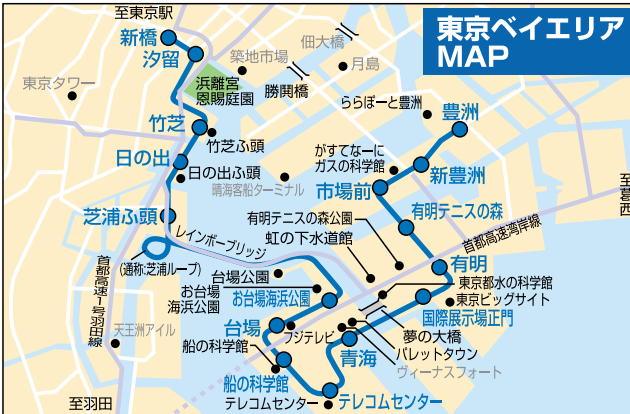 至東京駅
東京ベイエリア
MAP
新橋
汐留
築地市場
佃大橋
月島
東京タワー
浜離宮
恩賜庭園
勝鬨橋
ららぽーと豊洲
豊洲
竹芝
竹芝ふ頭
がすてなーに
ガスの科学館
日の出
日の出ふ頭
新豊洲
至葛西
晴海客船ターミナル
市場前
芝浦ふ頭
有明テニスの森公園
有明テニスの森
レインボーブリッジ
虹の下水道館
首都高速湾岸線
(通称:芝浦ループ)
台場公園
有明
首都高速1号羽田線
お台場
海浜公園
お台場海浜公園
東京都水の科学館
東京ビッグサイト
国際展示場正門
天王洲アイル
台場
フジテレビ
夢の大橋
船の科学館
青海
パレットタウン
ヴィーナスフォート
船の科学館
至羽田
テレコムセンター
テレコムセンター